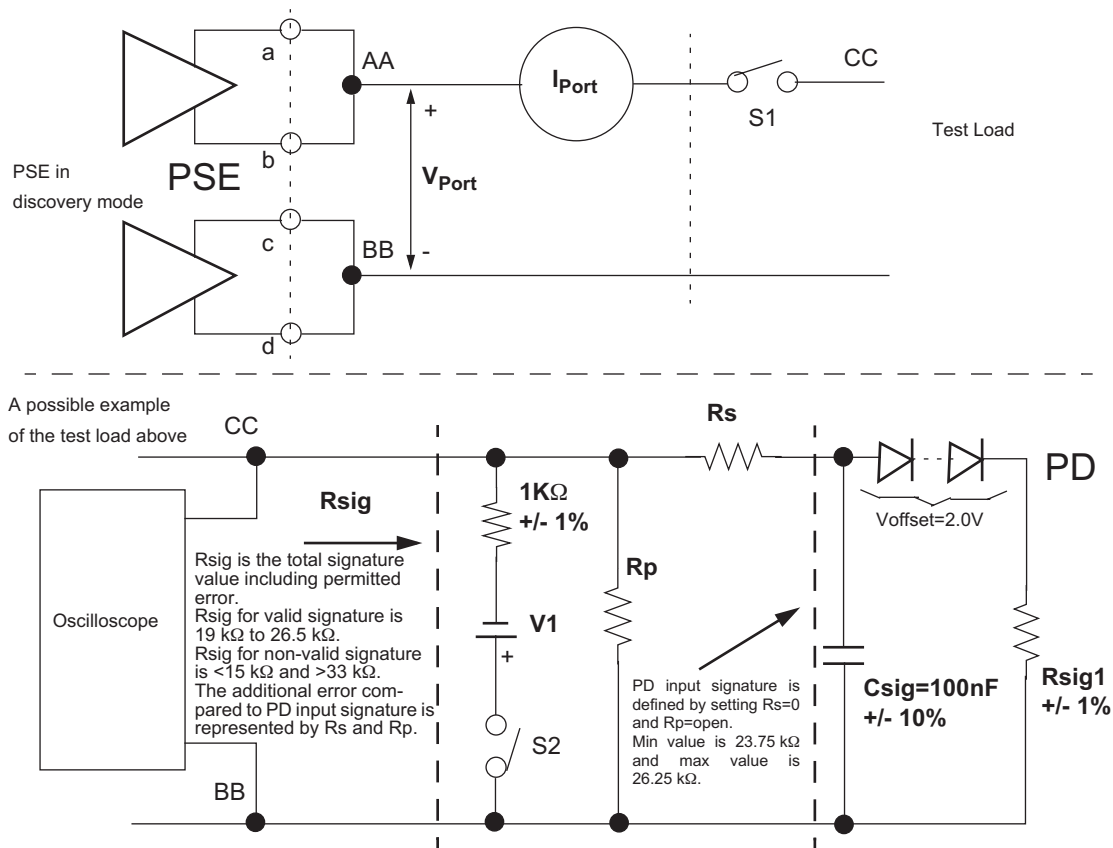 a
AA
b
PSE in
discovery mode
PSE
+
VPort
-
IPort
S1
CC
Test Load
c
BB
d
A possible example
of the test load above
CC
Oscilloscope
BB
Rsig
Rsig is the total signature
value including permitted
error.
Rsig for valid signature is
19 kΩ to 26.5 kΩ.
Rsig for non-valid signature
is <15 kΩ and >33 kΩ.
The additional error com-
pared to PD input signature is
represented by Rs and Rp.
1KΩ
+/- 1%
V1
+
S2
Rp
Rs
PD input signature is
defined by setting Rs=0
and Rp=open.
Min value is 23.75 kΩ
and max value is
26.25 kΩ.
PD
Voffset=2.0V
Csig=100nF
+/- 10%
Rsig1
+/- 1%